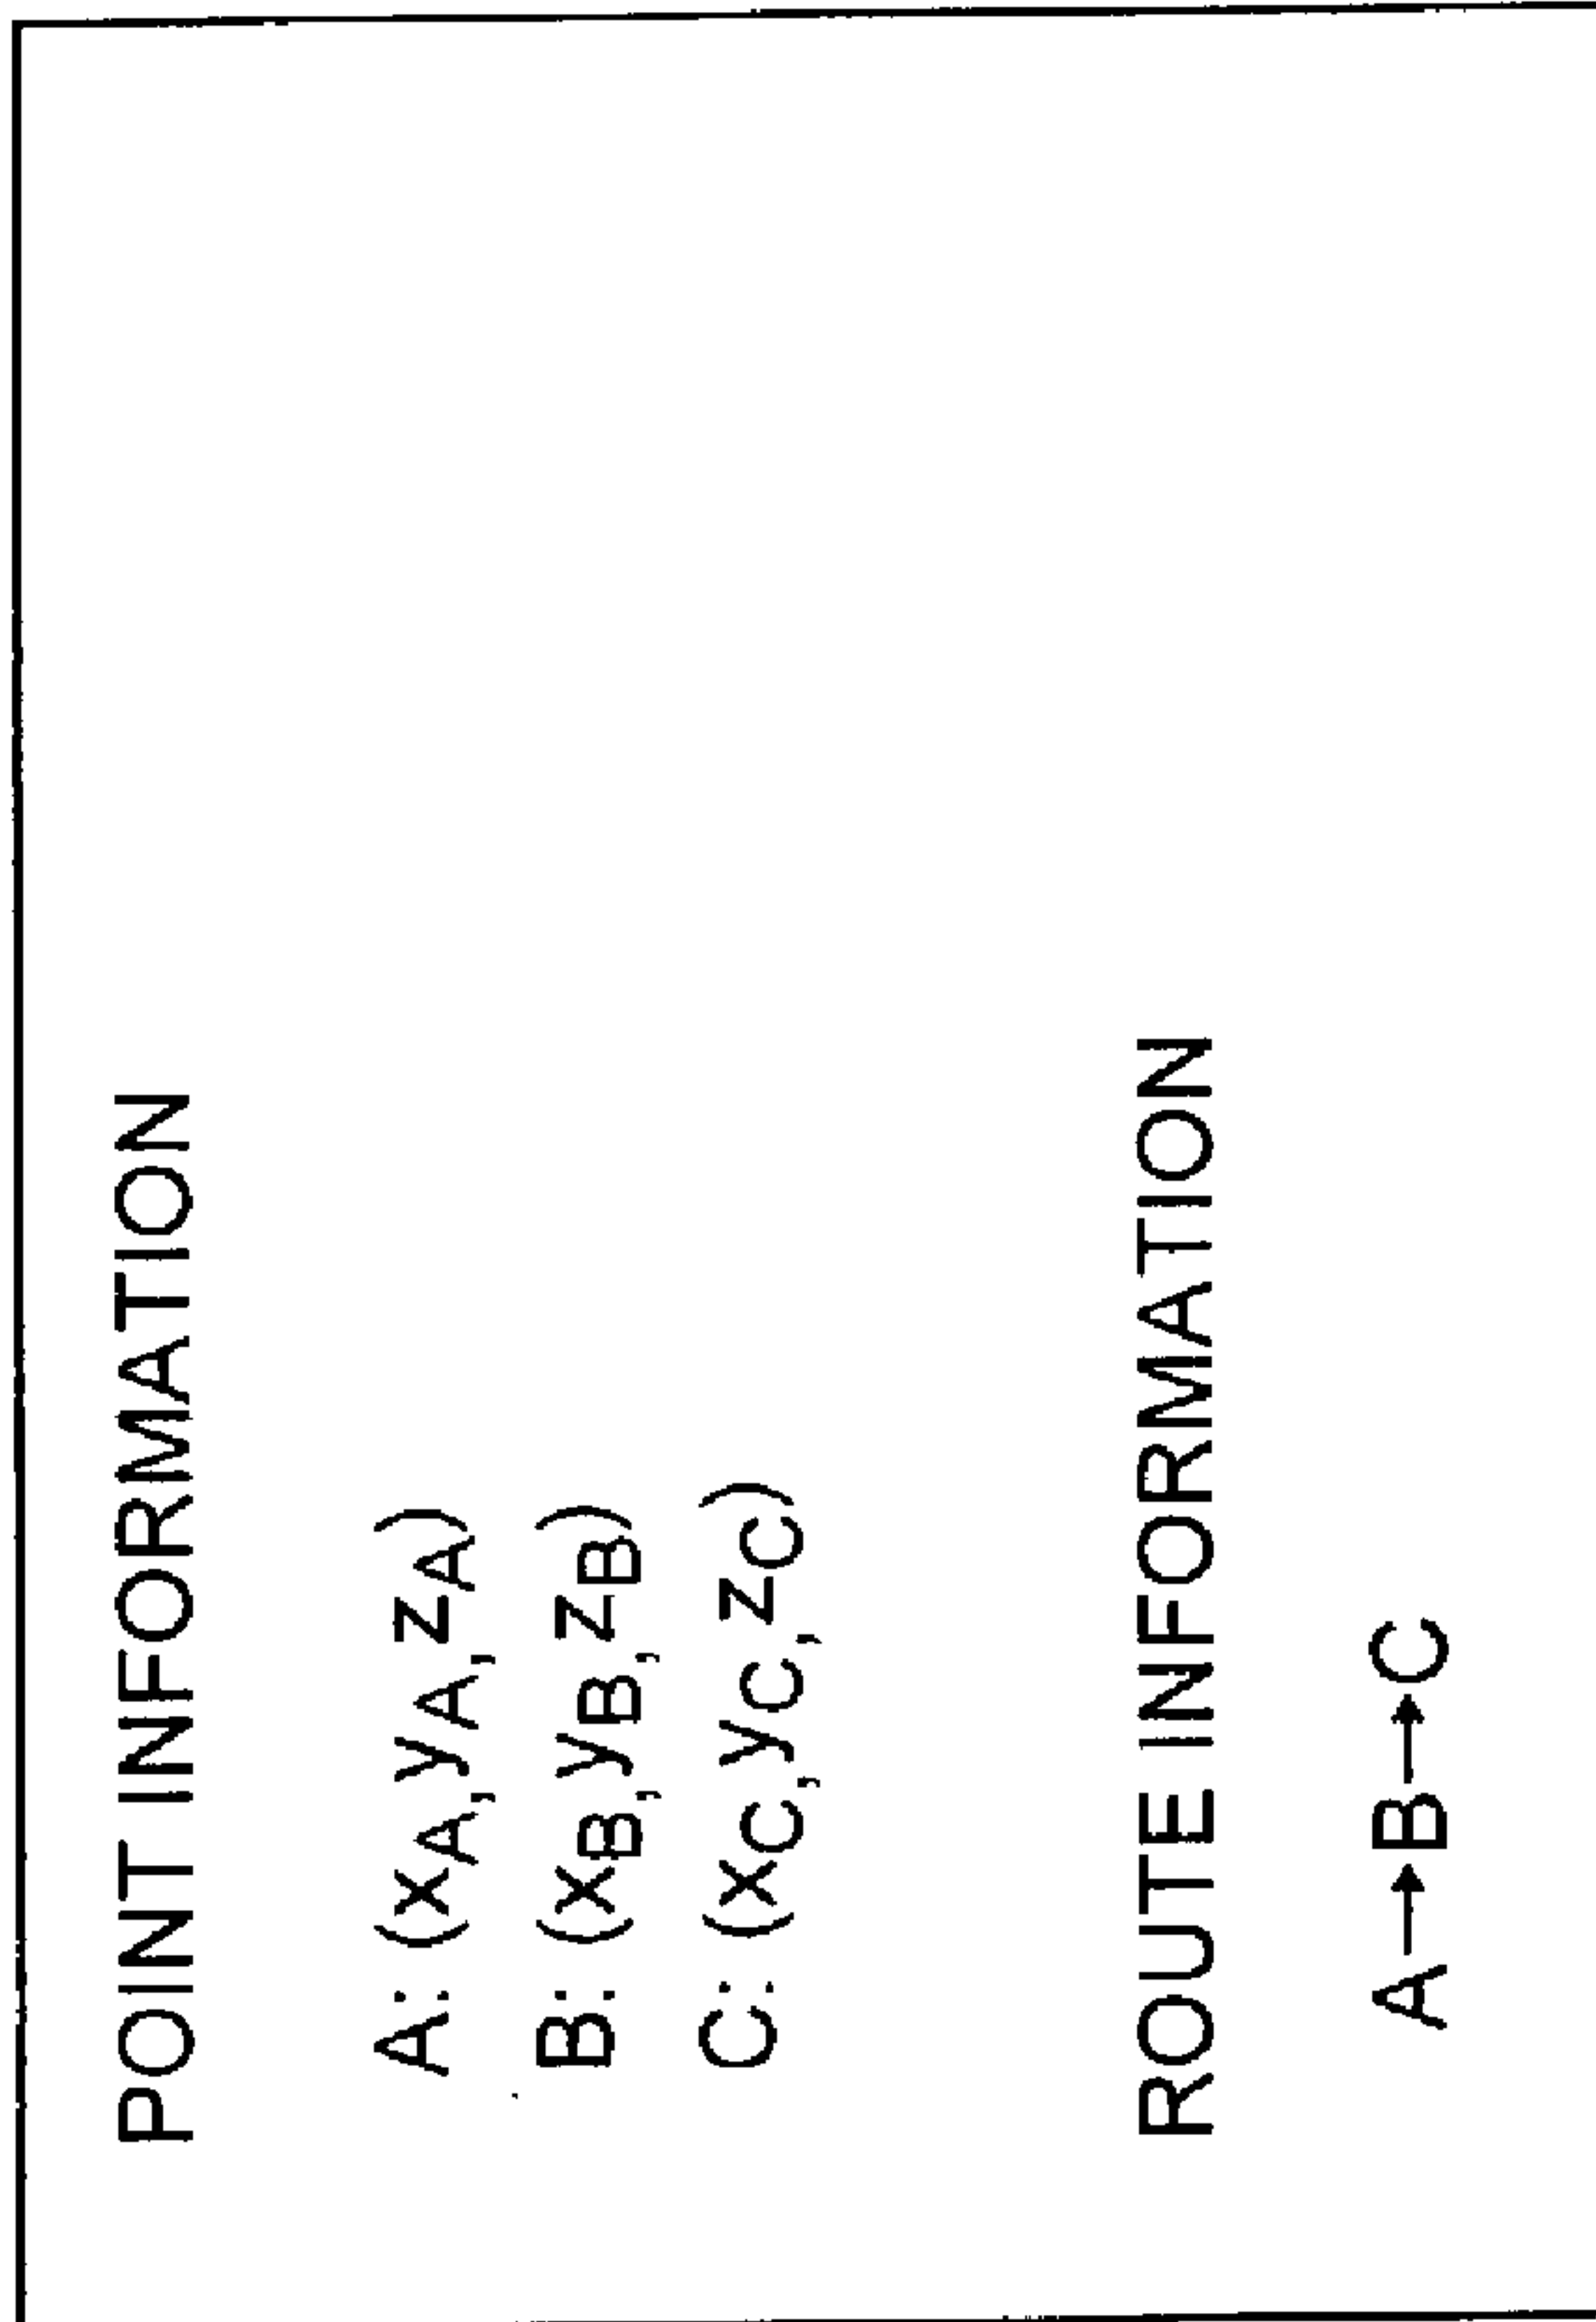 POINT INFORMATION
A: (xA, yA, zA)
B: (xB, yB, zB)
C: (xC, yC, zC)
ROUTE INFORMATION
A→B→C